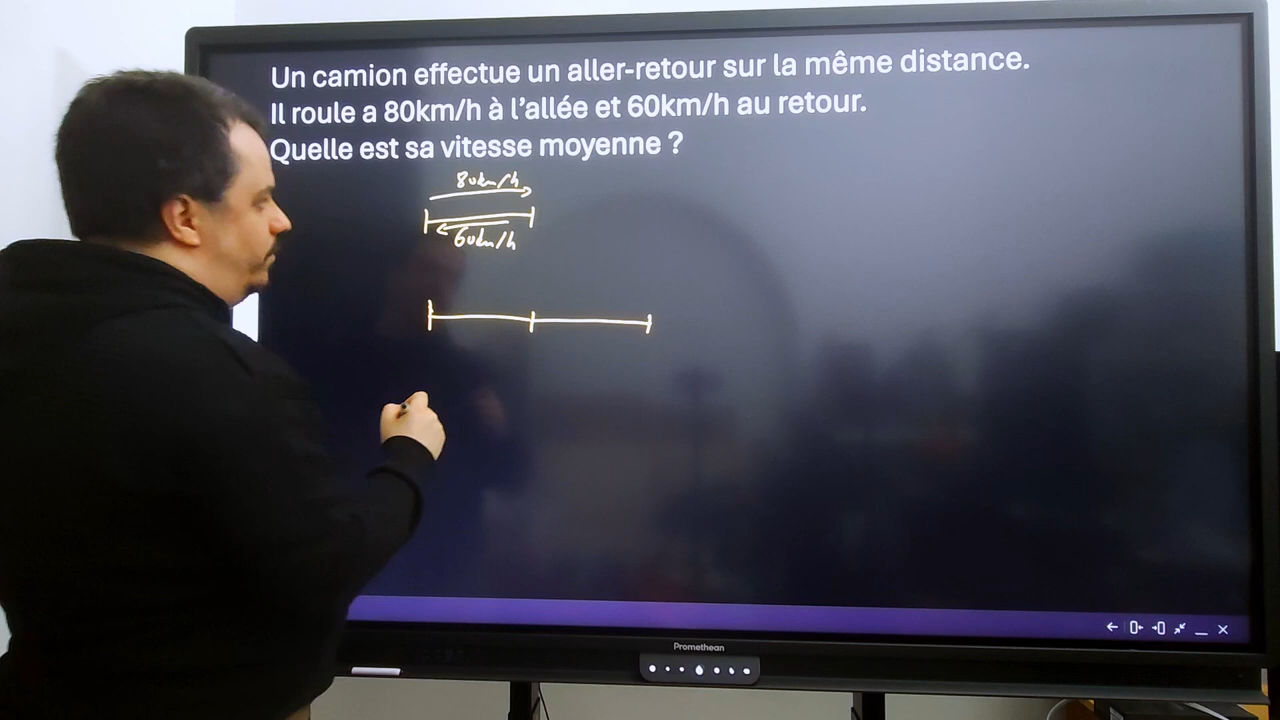 Un camion effectue un aller-retour sur la même distance.
Il roule a 80km/h à l'allée et 60km/h au retour.
Quelle est sa vitesse moyenne ?
80km/h
60km/h
Promethean